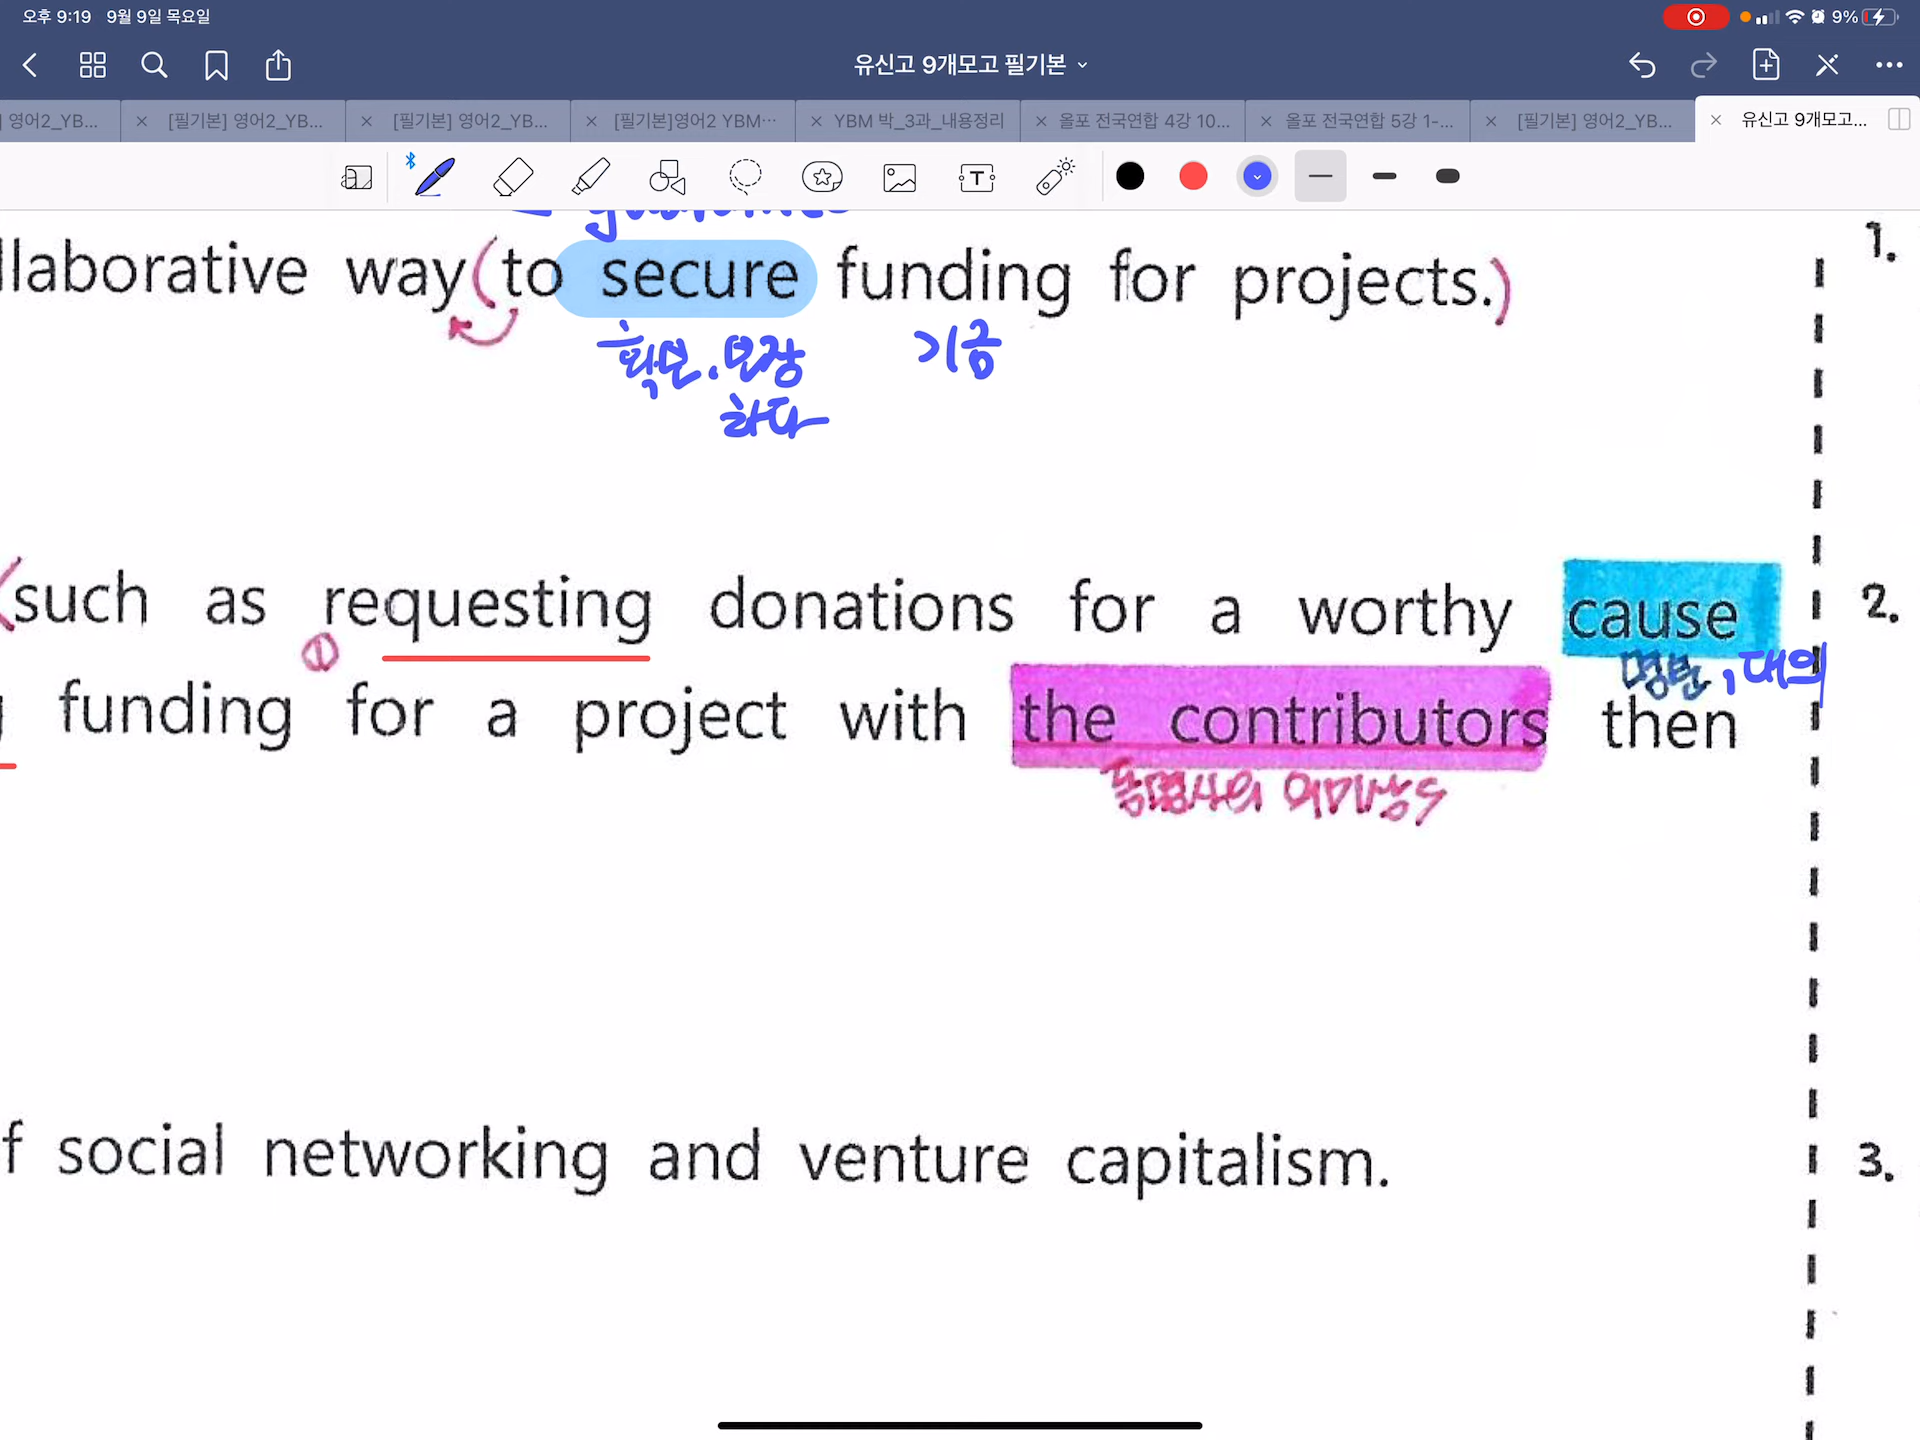 오후 9:19 9월 9일 목요일
9%
유신고 9개모고 필기본
영어2_YB...
[필기본] 영어2_YB...
[필기본] 영어2_YB...
[필기본]영어2 YBM...
YBM 박_3과_내용정리
올포 전국연합 4강 10...
올포 전국연합 5강 1-...
[필기본] 영어2_YB...
유신고 9개모고...
llaborative way(to secure funding for projects.)
1.
확보, 보장 기금
하다
(such as requesting donations for a worthy cause
2.
①
명분, 대의
funding for a project with the contributors then
동명사의 의미상S
f social networking and venture capitalism.
3.